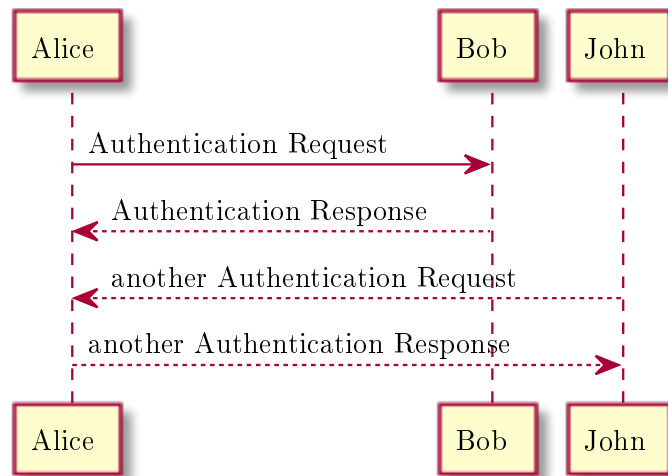 Alice Bob John
Authentication Request
Authentication Response
another Authentication Request
another Authentication Response
Alice Bob John